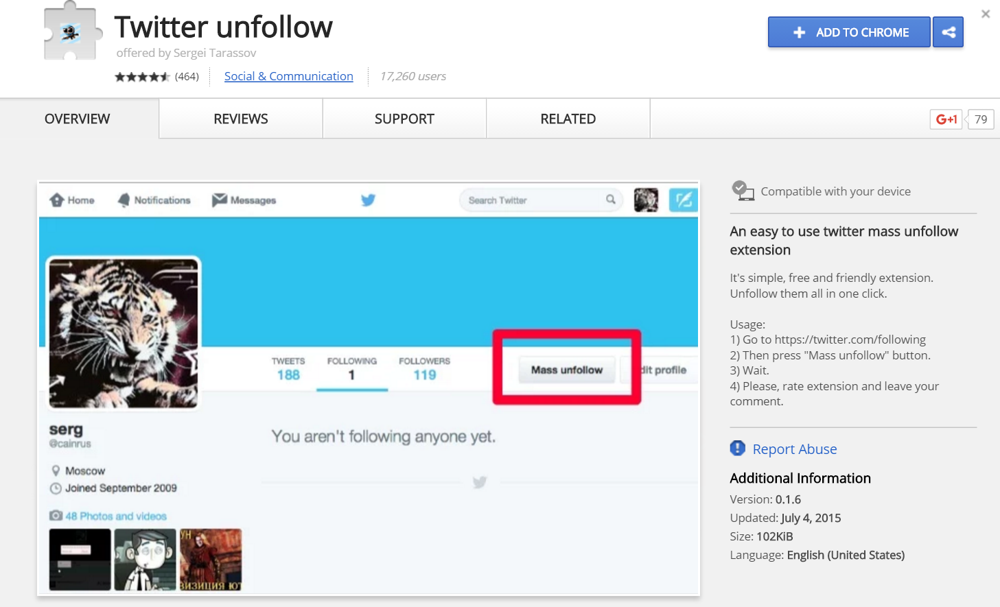 Twitter unfollow
offered by Sergei Tarassov
(464)
Social & Communication
17,260 users
ADD TO CHROME
OVERVIEW
REVIEWS
SUPPORT
RELATED
G+1
79
Home
Notifications
Messages
Search Twitter
TWEETS
188
FOLLOWING
1
FOLLOWERS
119
Mass unfollow
dit profile
serg
@cainrus
You aren't following anyone yet.
Moscow
Joined September 2009
48 Photos and videos
УН
ВИЗИЦИЯ ЮТ
Compatible with your device
An easy to use twitter mass unfollow
extension
It's simple, free and friendly extension.
Unfollow them all in one click.
Usage:
1) Go to https://twitter.com/following
2) Then press "Mass unfollow" button.
3) Wait.
4) Please, rate extension and leave your
comment.
Report Abuse
Additional Information
Version: 0.1.6
Updated: July 4, 2015
Size: 102KiB
Language: English (United States)